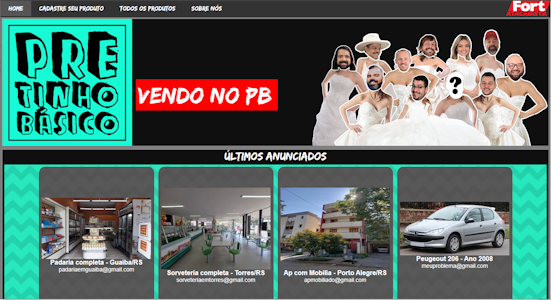 HOME
CADASTRE SEU PRODUTO
TODOS OS PRODUTOS
SOBRE NÓS
Fort
ATACADISTA
PRE
TINHO
BÁSICO
VENDO NO PB
?
ÚLTIMOS ANUNCIADOS
Padaria completa - Guaíba/RS
padariaemguaiba@gmail.com
Sorveteria completa - Torres/RS
sorveteriaemtorres@gmail.com
Ap com Mobília - Porto Alegre/RS
apmobiliado@gmail.com
Peugeout 206 - Ano 2008
meuproblema@gmail.com